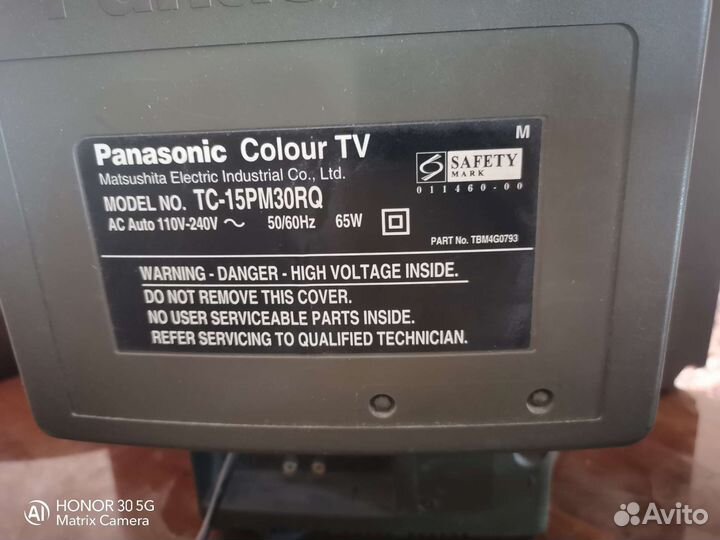 Panasonic Colour TV
M
Matsushita Electric Industrial Co., Ltd.
MODEL NO. TC-15PM30RQ
SAFETY
MARK
011460-00
AC Auto 110V-240V ~ 50/60Hz 65W
PART No. TBM4G0793
WARNING - DANGER - HIGH VOLTAGE INSIDE.
DO NOT REMOVE THIS COVER.
NO USER SERVICEABLE PARTS INSIDE.
REFER SERVICING TO QUALIFIED TECHNICIAN.
AI HONOR 30 5G
Matrix Camera
Avito